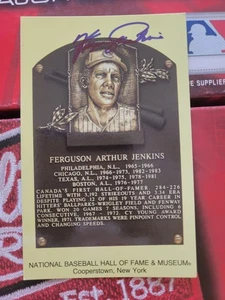 FERGUSON ARTHUR JENKINS
PHILADELPHIA, N.L., 1965-1966
CHICAGO, N.L., 1966-1973, 1982-1983
TEXAS, A.L., 1974-1975, 1978-1981
BOSTON, A.L., 1976-1977
CANADA'S FIRST HALL-OF-FAMER. 284-226
LIFETIME WITH 3,192 STRIKEOUTS AND 3.34 ERA
DESPITE PLAYING 12 OF HIS 19 YEAR CAREER IN
HITTERS' BALLPARKS-WRIGLEY FIELD AND FENWAY
PARK. WON 20 GAMES 7 SEASONS, INCLUDING 6
CONSECUTIVE, 1967 - 1972. CY YOUNG AWARD
WINNER, 1971. TRADEMARKS WERE PINPOINT CONTROL
AND CHANGING SPEEDS.
NATIONAL BASEBALL HALL OF FAME & MUSEUM
Cooperstown, New York
SUPPLIER
1887